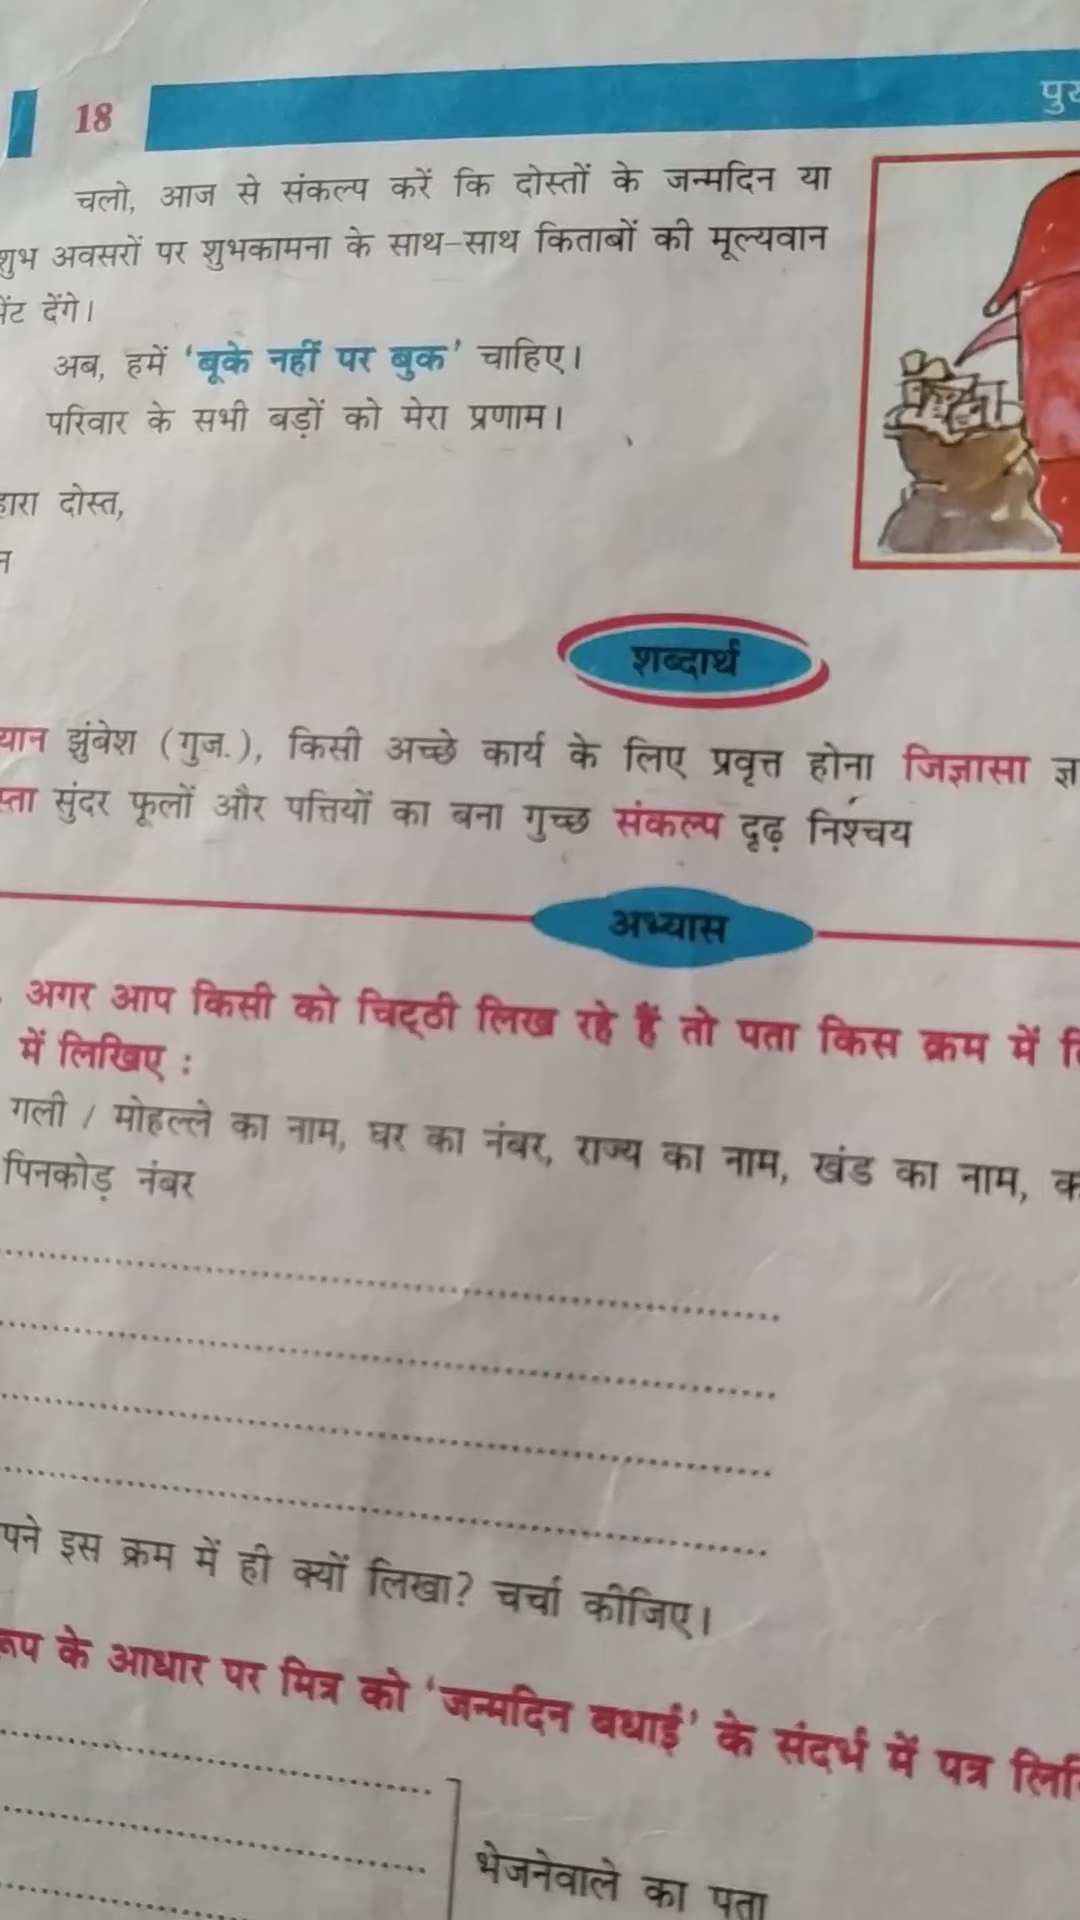 18
चलो, आज से संकल्प करें कि दोस्तों के जन्मदिन या
शुभ अवसरों पर शुभकामना के साथ-साथ किताबों की मूल्यवान
देंगे।
अब, हमें 'बूके नहीं पर बुक' चाहिए।
परिवार के सभी बड़ों को मेरा प्रणाम।
दोस्त,
शब्दार्थ
झुंबेश (गुज.), किसी अच्छे कार्य के लिए प्रवृत्त होना जिज्ञासा
सुंदर फूलों और पत्तियों का बना गुच्छ संकल्प दृढ़ निश्चय
अभ्यास
अगर आप किसी को चिट्ठी लिख रहे हैं तो पता किस क्रम में
में लिखिए :
गली / मोहल्ले का नाम, घर का नंबर, राज्य का नाम, खंड का नाम,
पिनकोड़ नंबर
इस क्रम में ही क्यों लिखा? चर्चा कीजिए।
के आधार पर मित्र को 'जन्मदिन बधाई' के संदर्भ में पत्र
भेजनेवाले का पता